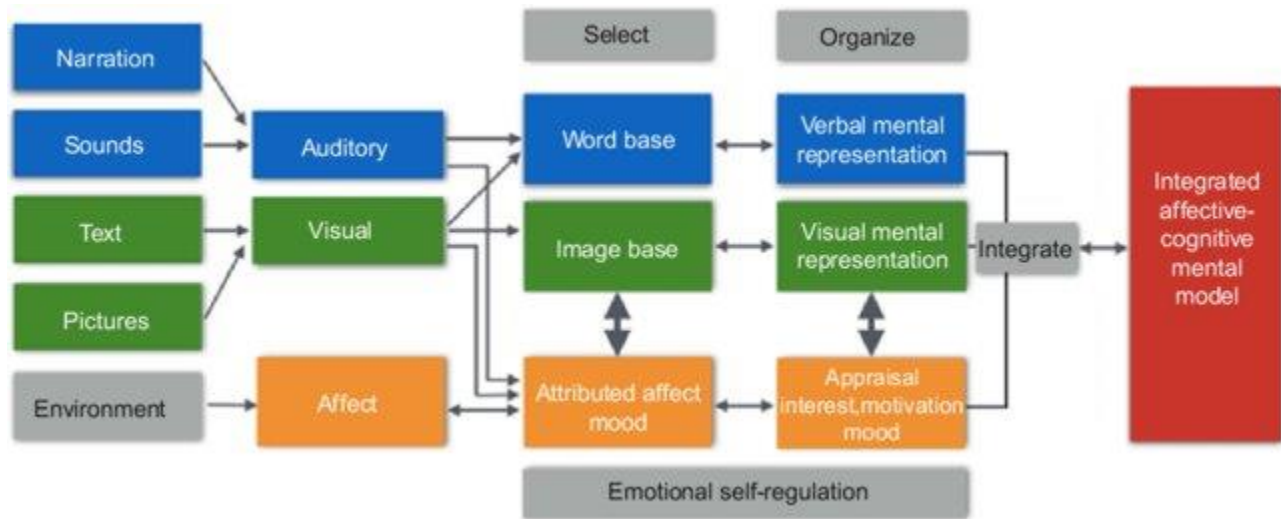 Select
Organize
Narration
Sounds
Auditory
Word base
Verbal mental
representation
Text
Visual
Image base
Visual mental
representation
Pictures
Integrate
Integrated
affective-
cognitive
mental
model
Environment
Affect
Attributed affect
mood
Appraisal
interest,motivation
mood
Emotional self-regulation